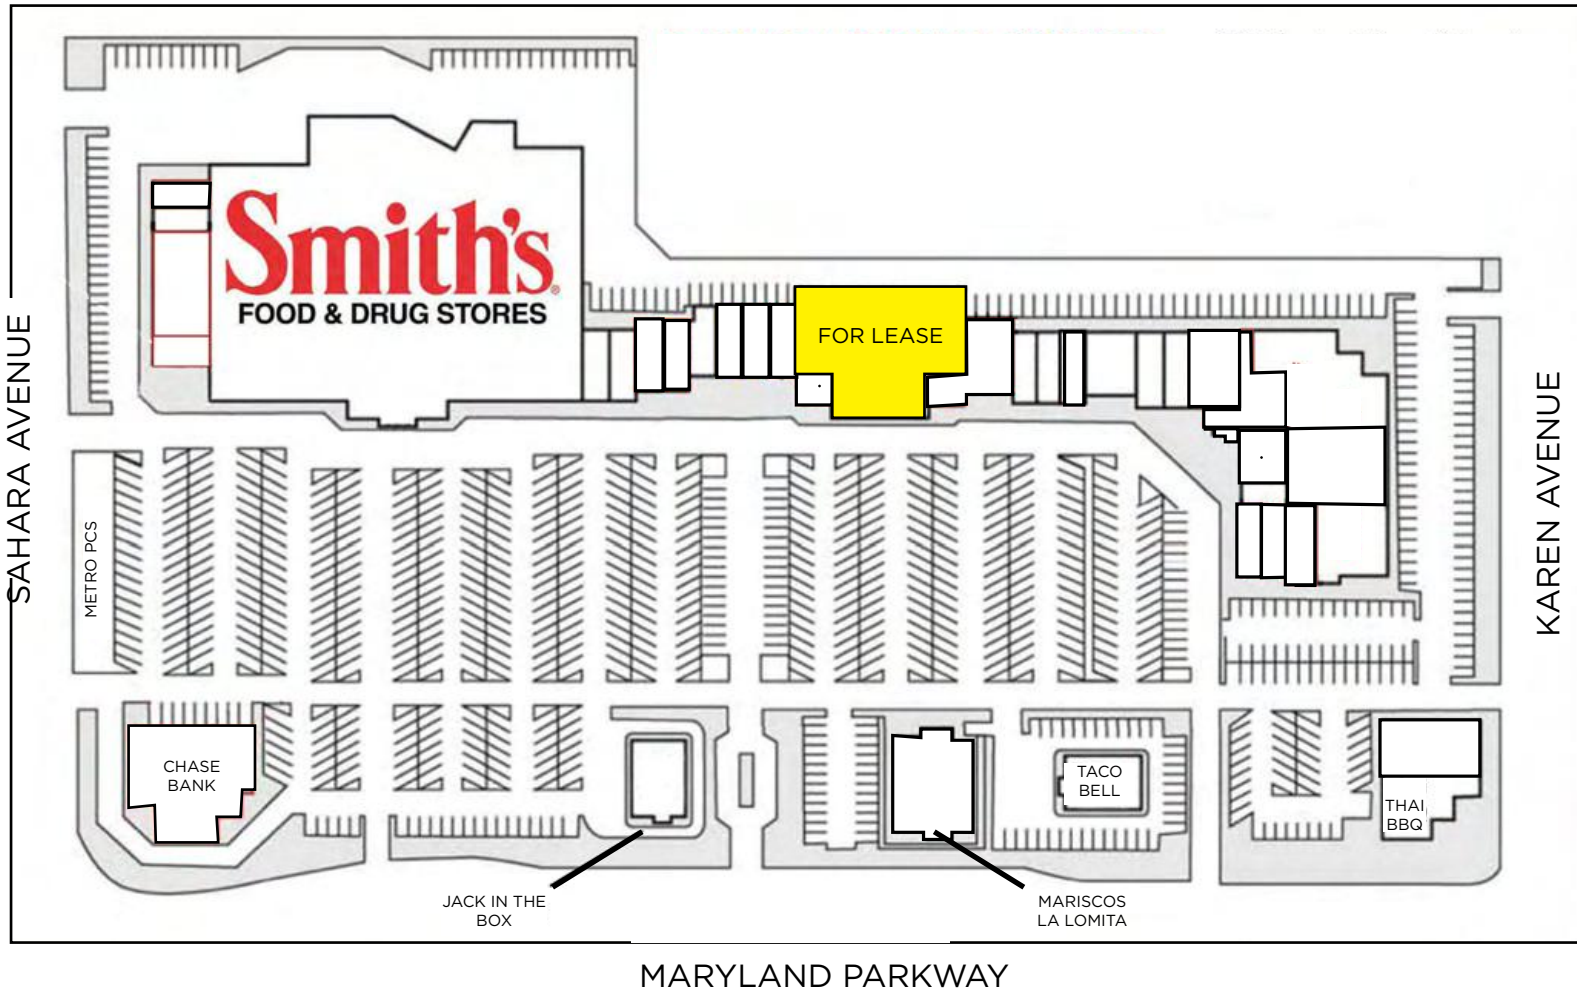 Smith's®
FOOD & DRUG STORES
FOR LEASE
SAHARA AVENUE
KAREN AVENUE
METRO PCS
CHASE
BANK
TACO
BELL
THAI
BBQ
JACK IN THE
BOX
MARISCOS
LA LOMITA
MARYLAND PARKWAY